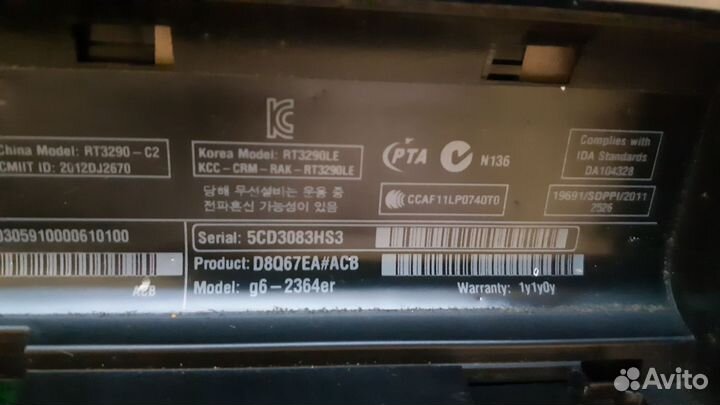 China Model: RT3290-C2
CMIIT ID: 2012DJ2670
Korea Model: RT3290LE
KCC-CRM-RAK-RT3290LE
당해 무선설비는 운용 중
전파혼신 가능성이 있음
PTA
N136
Complies with
IDA Standards
DA104328
CCAF11LP0740T0
19691/SDPPI/2011
2526
0305910000610100
Serial: 5CD3083HS3
Product: D8Q67EA#ACB
ACB
Model: g6-2364er
Warranty: 1y1y0y
Avito